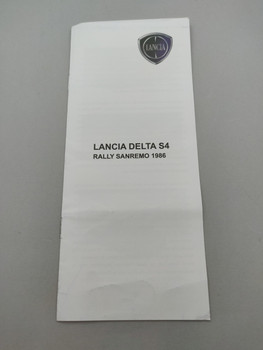 LANCIA
LANCIA DELTA S4
RALLY SANREMO 1986